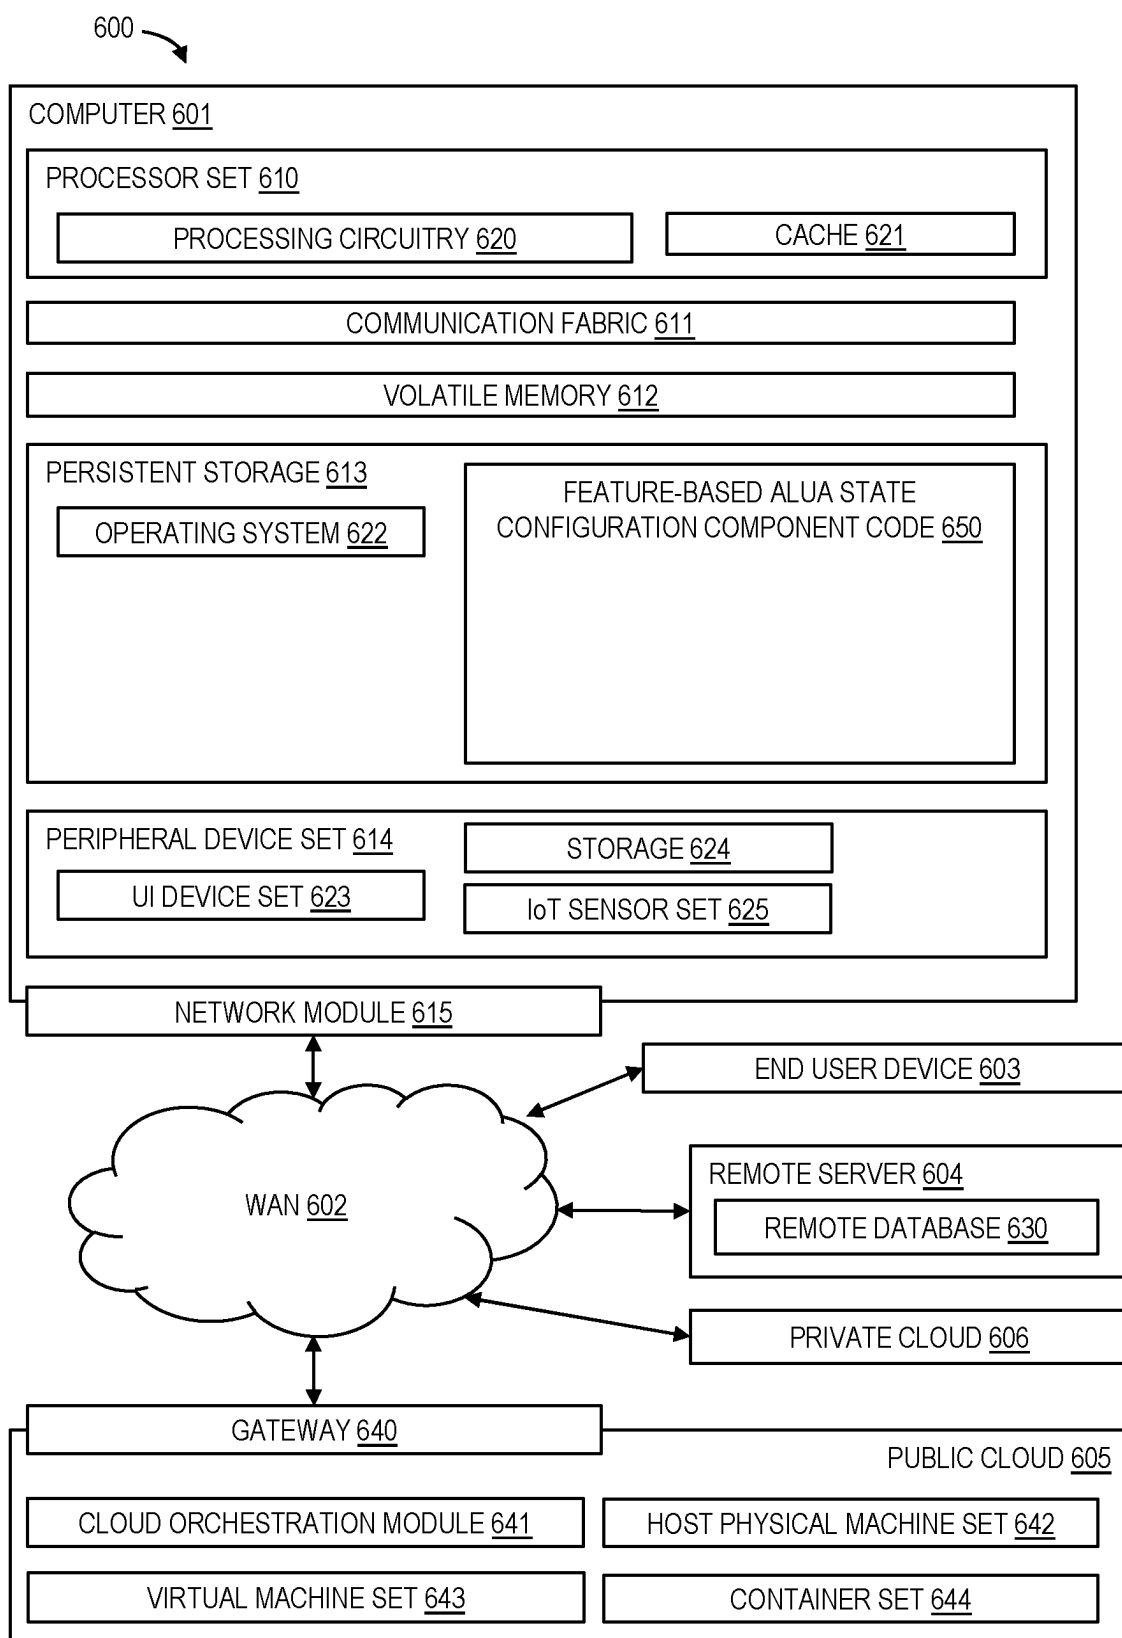 600
COMPUTER 601
PROCESSOR SET 610
PROCESSING CIRCUITRY 620
CACHE 621
COMMUNICATION FABRIC 611
VOLATILE MEMORY 612
PERSISTENT STORAGE 613
OPERATING SYSTEM 622
FEATURE-BASED ALUA STATE
CONFIGURATION COMPONENT CODE 650
PERIPHERAL DEVICE SET 614
UI DEVICE SET 623
STORAGE 624
IoT SENSOR SET 625
NETWORK MODULE 615
END USER DEVICE 603
WAN 602
REMOTE SERVER 604
REMOTE DATABASE 630
PRIVATE CLOUD 606
GATEWAY 640
PUBLIC CLOUD 605
CLOUD ORCHESTRATION MODULE 641
HOST PHYSICAL MACHINE SET 642
VIRTUAL MACHINE SET 643
CONTAINER SET 644